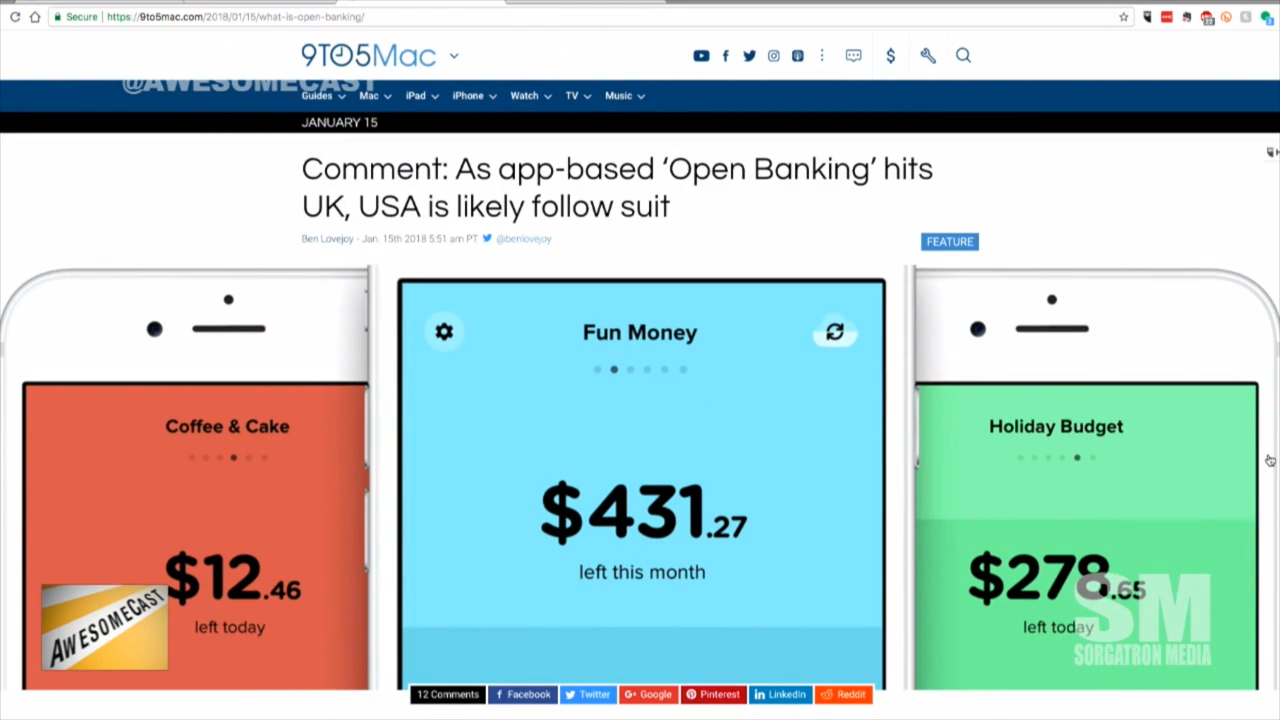 Secure
https://9to5mac.com/2018/01/15/what-is-open-banking/
9TO5Mac
$
@AWESOMECAST
Guides Mac iPad iPhone Watch TV Music
JANUARY 15
Comment: As app-based ‘Open Banking’ hits
UK, USA is likely follow suit
Ben Lovejoy - Jan. 15th 2018 5:51 am PT @benlovejoy
FEATURE
Coffee & Cake
$12.46
left today
Fun Money
$431.27
left this month
Holiday Budget
$278.65
left today
AWESOMECAST
SM
SORGATRON MEDIA
12 Comments
Facebook
Twitter
G+ Google
Pinterest
in LinkedIn
Reddit